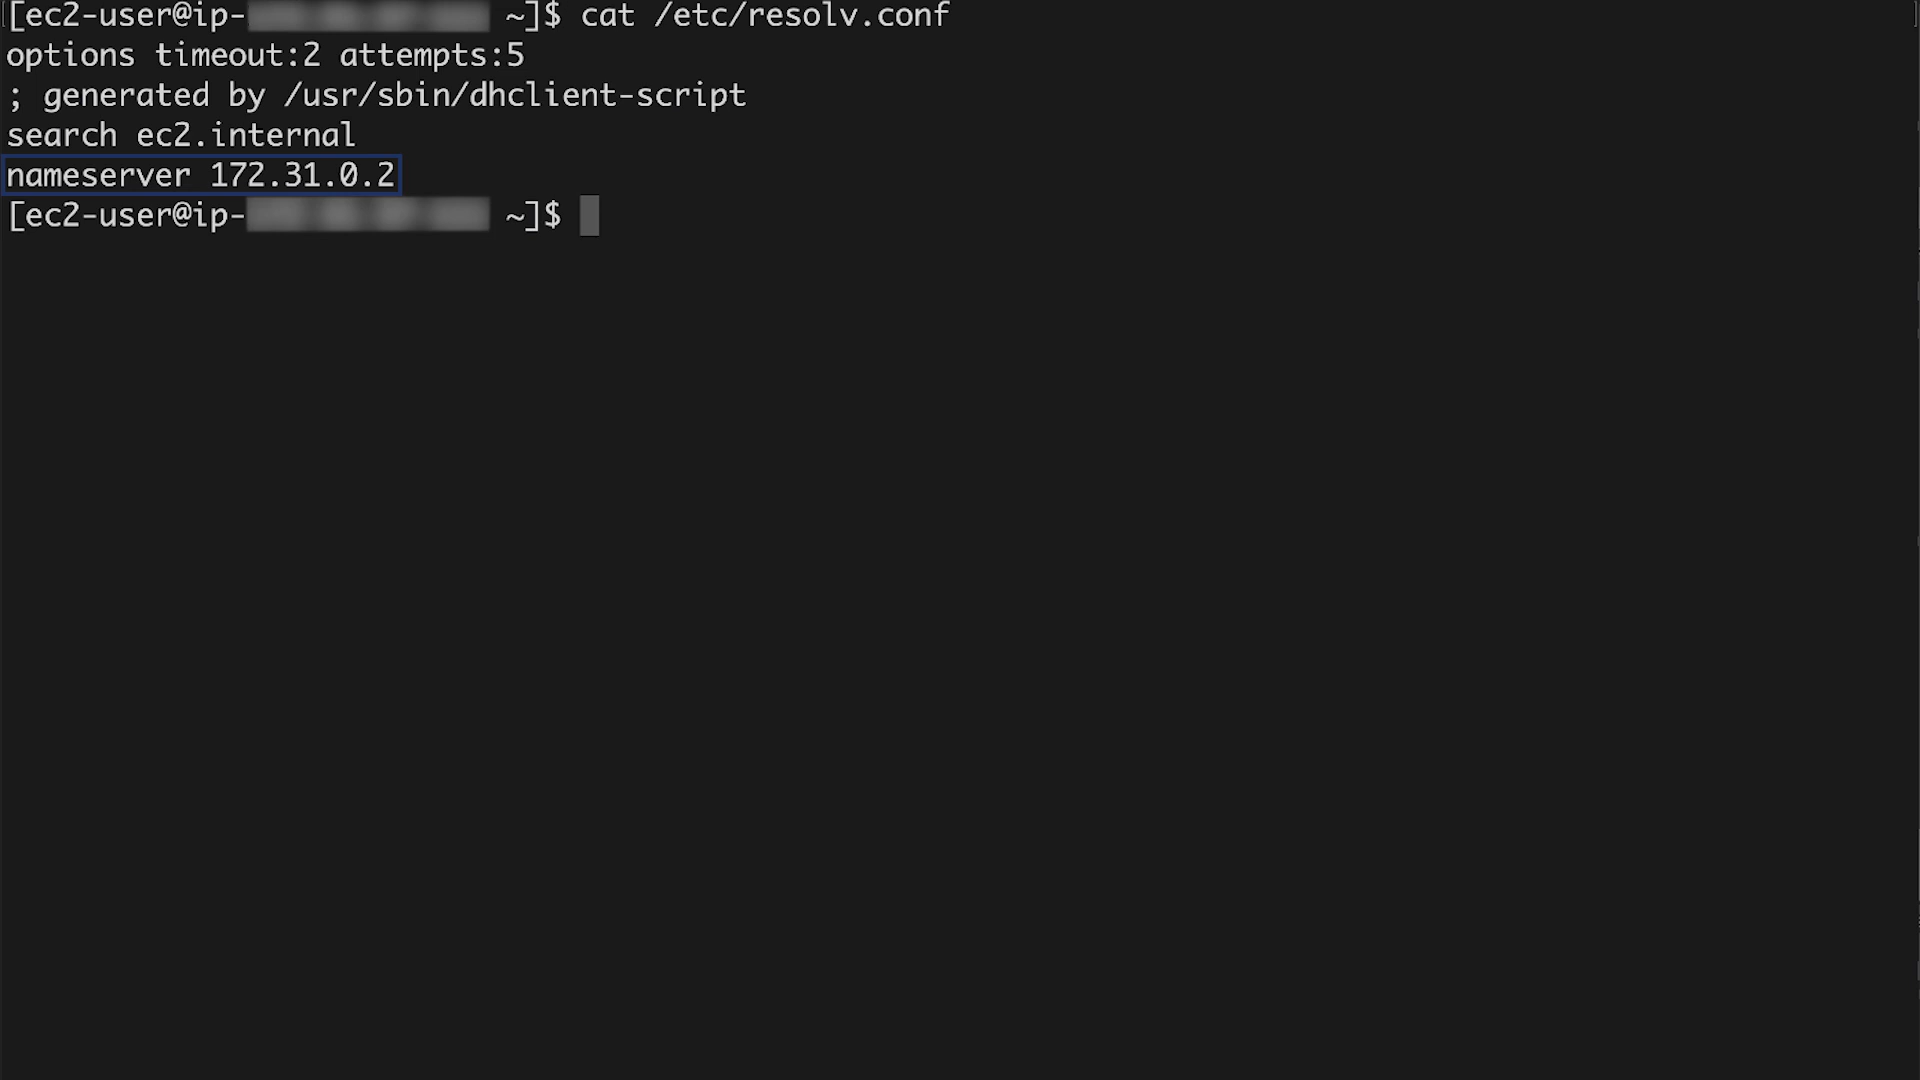 [ec2-user@ip- ~]$ cat /etc/resolv.conf
options timeout:2 attempts:5
; generated by /usr/sbin/dhclient-script
search ec2.internal
nameserver 172.31.0.2
[ec2-user@ip- ~]$